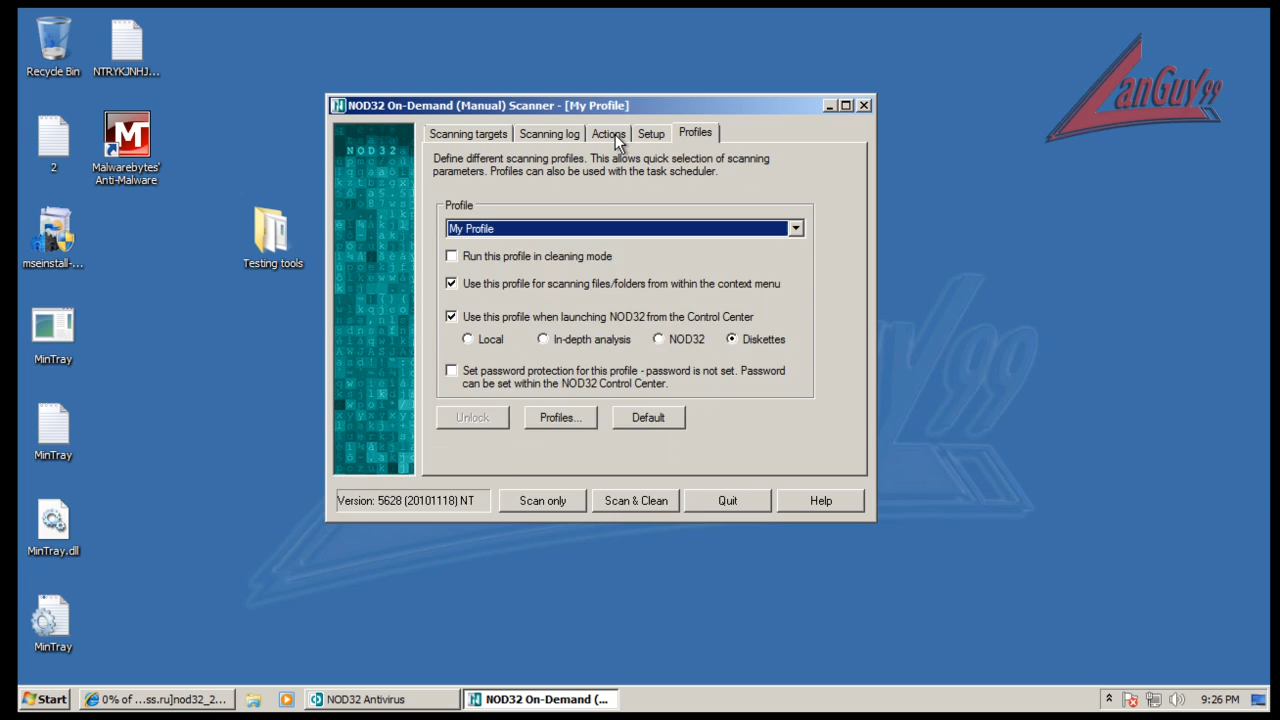 Recycle Bin
NTRYKJNHJ...
2
Malwarebytes'
Anti-Malware
mseinstall-...
Testing tools
MinTray
MinTray
MinTray.dll
MinTray
LanGuy99
NOD32 On-Demand (Manual) Scanner - [My Profile]
NOD32
Scanning targets
Scanning log
Actions
Setup
Profiles
Define different scanning profiles. This allows quick selection of scanning
parameters. Profiles can also be used with the task scheduler.
Profile
My Profile
Run this profile in cleaning mode
Use this profile for scanning files/folders from within the context menu
Use this profile when launching NOD32 from the Control Center
Local
In-depth analysis
NOD32
Diskettes
Set password protection for this profile - password is not set. Password
can be set within the NOD32 Control Center.
Unlock
Profiles...
Default
Version: 5628 (20101118) NT
Scan only
Scan & Clean
Quit
Help
Start
0% of ...ss.ru]nod32_2...
NOD32 Antivirus
NOD32 On-Demand (...
9:26 PM